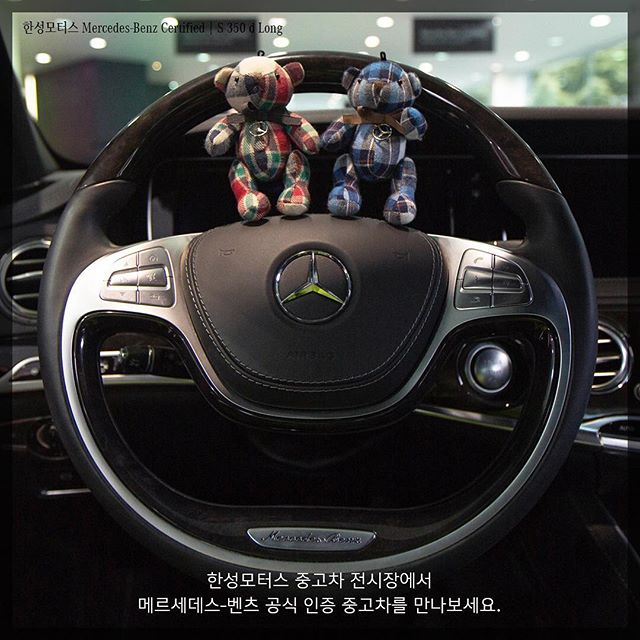 한성모터스 Mercedes-Benz Certified | S 350 d Long
AIRBAG
Mercedes-Benz
한성모터스 중고차 전시장에서
메르세데스-벤츠 공식 인증 중고차를 만나보세요.